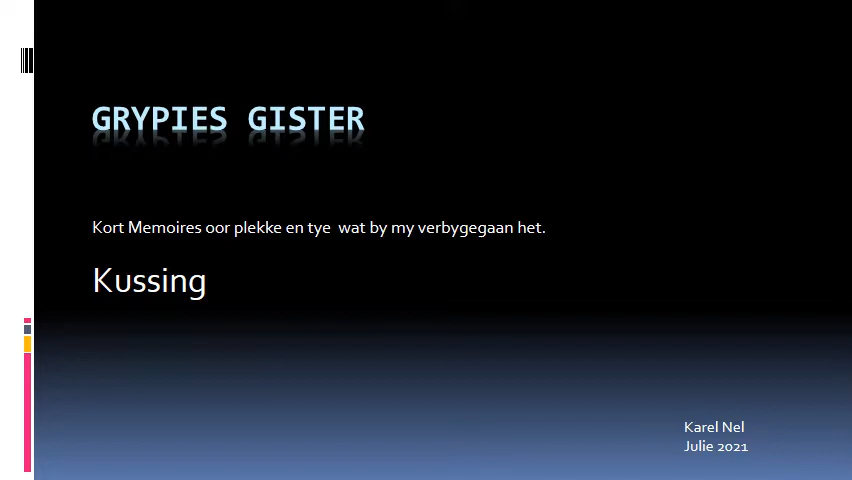 GRYPIES GISTER
Kort Memoires oor plekke en tye wat by my verbygegaan het.
Kussing
Karel Nel
Julie 2021